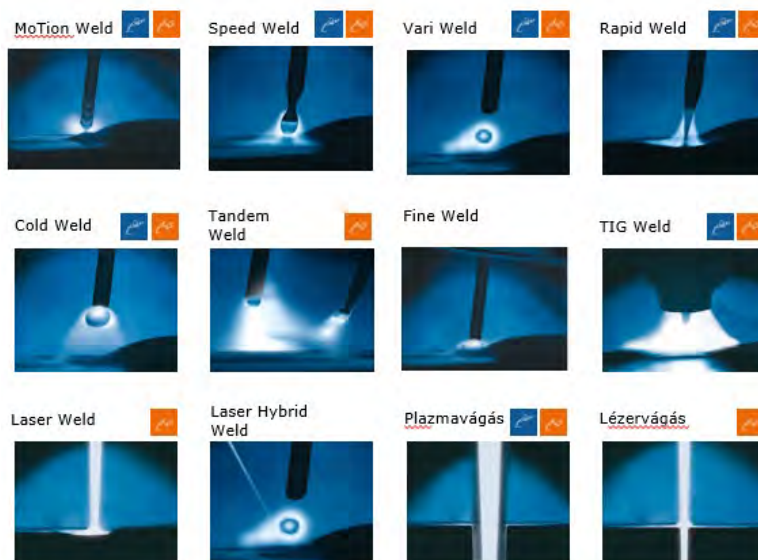 MoTion Weld
Speed Weld
Vari Weld
Rapid Weld
Cold Weld
Tandem
Weld
Fine Weld
TIG Weld
Laser Weld
Laser Hybrid
Weld
Plazmavágás
Lézervágás